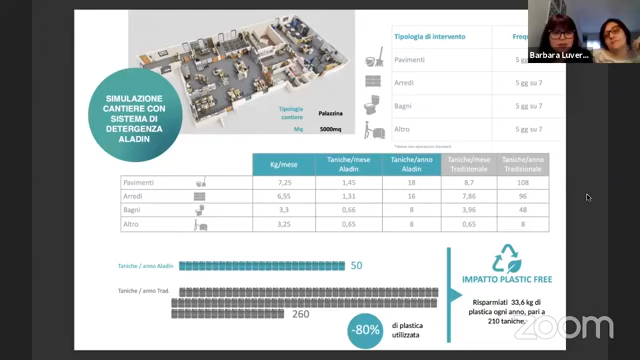 Tipologia di intervento
Frequ
Barbara Luver...
Pavimenti
5 gg su 7
Arredi
5 gg su 7
Bagni
5 gg su 7
Altro
5 gg su 7
SIMULAZIONE
CANTIERE CON
SISTEMA DI
DETERGENZA
ALADIN
Tipologia
cantiere
Palazzina
Mq
5000mq
Kg/mese
Taniche/mese
Aladin
Taniche/anno
Aladin
Taniche/mese
Tradizionale
Taniche/anno
Tradizionale
Pavimenti 7,25 1,45 18 8,7 108
Arredi 6,55 1,31 16 7,86 96
Bagni 3,3 0,66 8 3,96 48
Altro 3,25 0,65 8 0,65 8
Taniche / anno Aladin
50
Taniche / anno Trad.
260
-80%
di plastica
utilizzata
IMPATTO PLASTIC FREE
Risparmiati 33,6 kg di
plastica ogni anno, pari a
210 taniche.
zoom